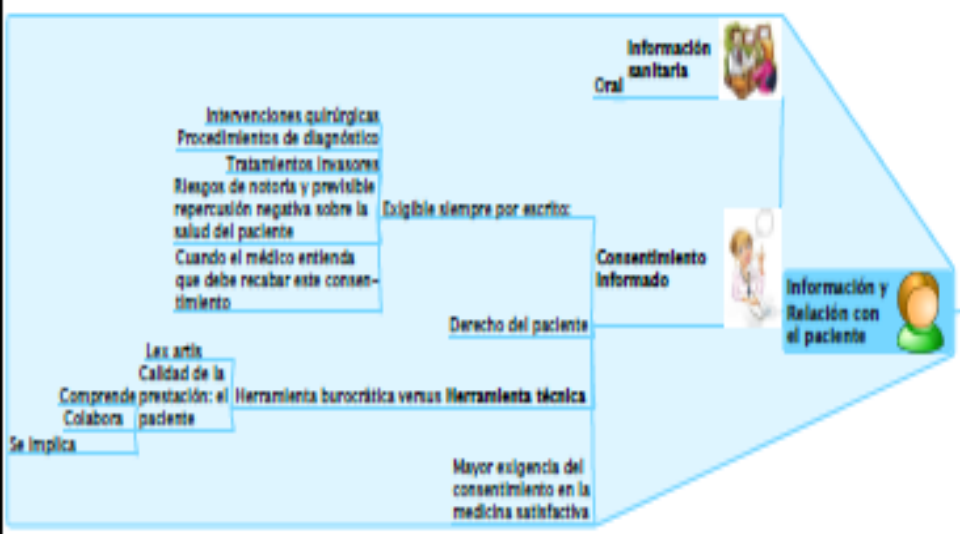 Información
sanitaria
Oral
Intervenciones quirúrgicas
Procedimientos de diagnóstico
Tratamientos invasores
Riesgos de notoria y previsible
repercusión negativa sobre la
salud del paciente
Exigible siempre por escrito:
Cuando el médico entienda
que debe recabar este consen-
timiento
Consentimiento
Informado
Información y
Relación con
el paciente
Derecho del paciente
Lex artis
Calidad de la
prestación: el
paciente
Comprende
Colabora
Se implica
Herramienta burocrática versus Herramienta técnica
Mayor exigencia del
consentimiento en la
medicina satisfactiva